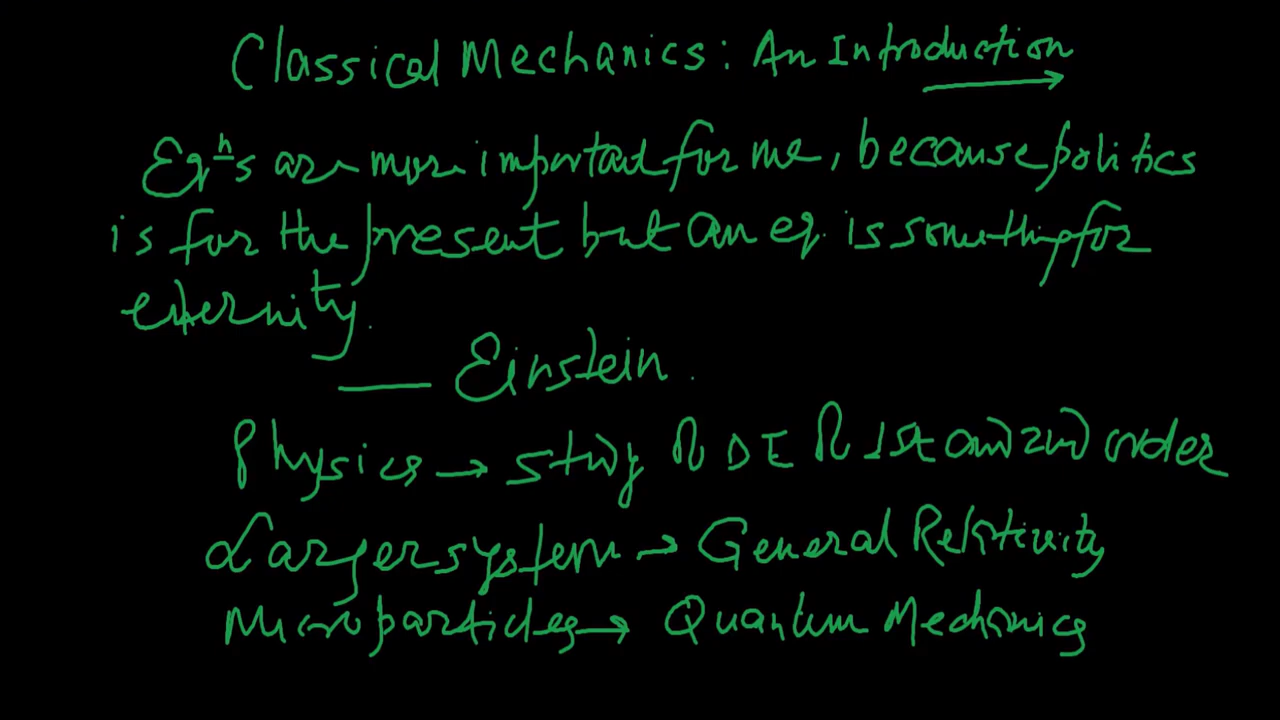 Classical Mechanics: An Introduction
Eqⁿs are more important for me, because politics
is for the present but an eq. is something for
eternity.
— Einstein.
Physics → study of DE of 1st and 2nd order
Larger system → General Relativity
Micro particles → Quantum Mechanics